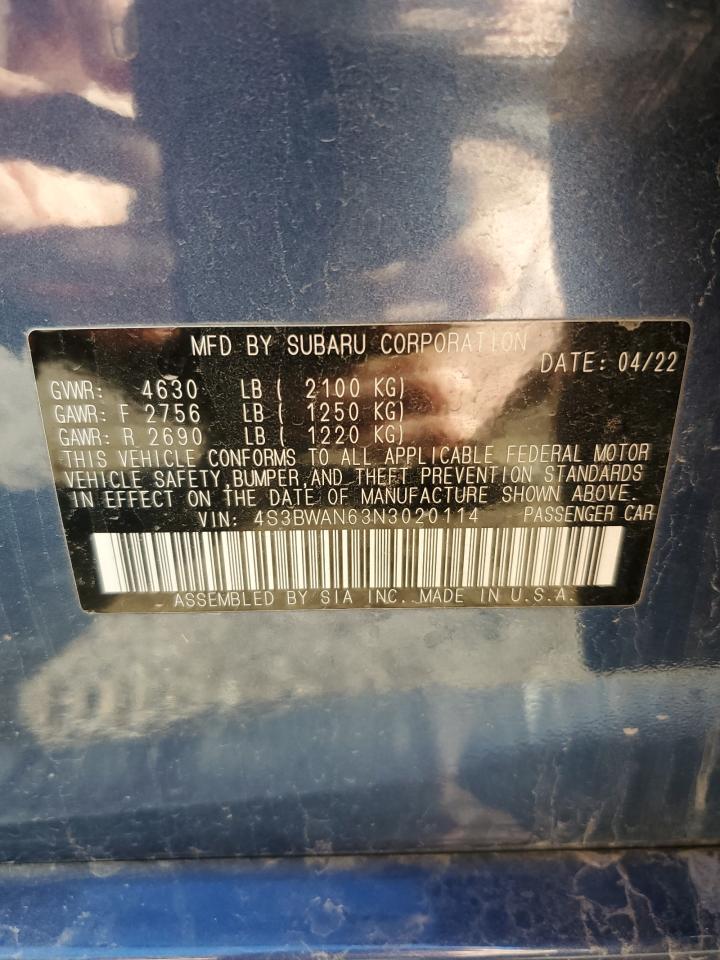 MFD BY SUBARU CORPORATION
DATE: 04/22
GVWR: 4630 LB ( 2100 KG)
GAWR: F 2756 LB ( 1250 KG)
GAWR: R 2690 LB ( 1220 KG)
THIS VEHICLE CONFORMS TO ALL APPLICABLE FEDERAL MOTOR
VEHICLE SAFETY, BUMPER, AND THEFT PREVENTION STANDARDS
IN EFFECT ON THE DATE OF MANUFACTURE SHOWN ABOVE.
VIN: 4S3BWAN63N3020114 PASSENGER CAR
ASSEMBLED BY SIA INC. MADE IN U.S.A.